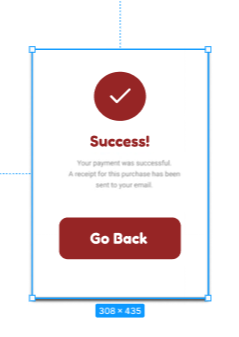 Success!
Your payment was successful.
A receipt for this purchase has been
sent to your email
Go Back
308 × 435